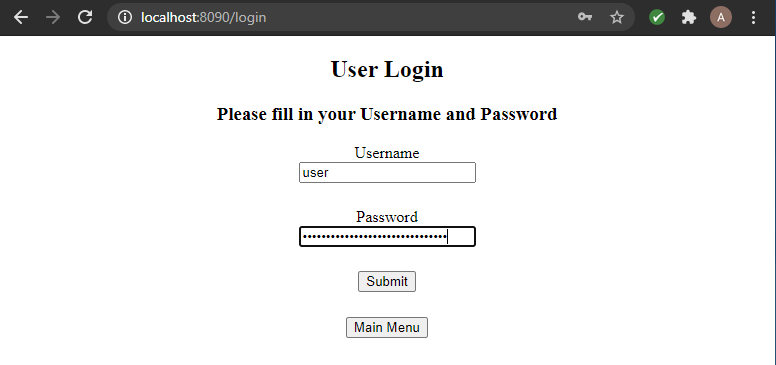 localhost:8090/login
A
User Login
Please fill in your Username and Password
Username
user
Password
••••••••••••••••••••••••••••••••
Submit
Main Menu